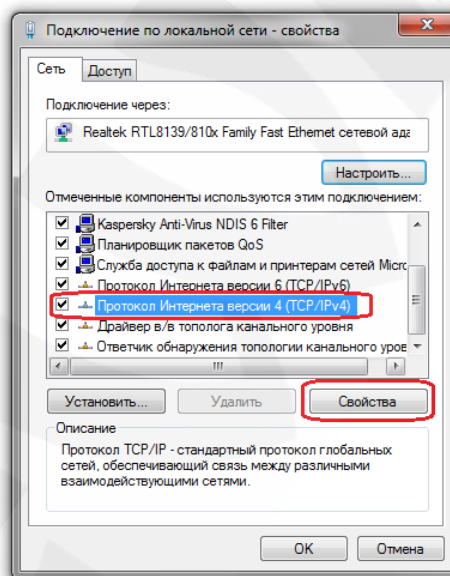 Подключение по локальной сети - свойства
Сеть Доступ
Подключение через:
Realtek RTL8139/810x Family Fast Ethernet сетевой ада
Настроить...
Отмеченные компоненты используются этим подключением:
Kaspersky Anti-Virus NDIS 6 Filter
Планировщик пакетов QoS
Служба доступа к файлам и принтерам сетей Micro
Протокол Интернета версии 6 (TCP/IPv6)
Протокол Интернета версии 4 (TCP/IPv4)
Драйвер в/в тополога канального уровня
Ответчик обнаружения топологии канального уров
Установить... Удалить Свойства
Описание
Протокол TCP/IP - стандартный протокол глобальных
сетей, обеспечивающий связь между различными
взаимодействующими сетями.
OK Отмена